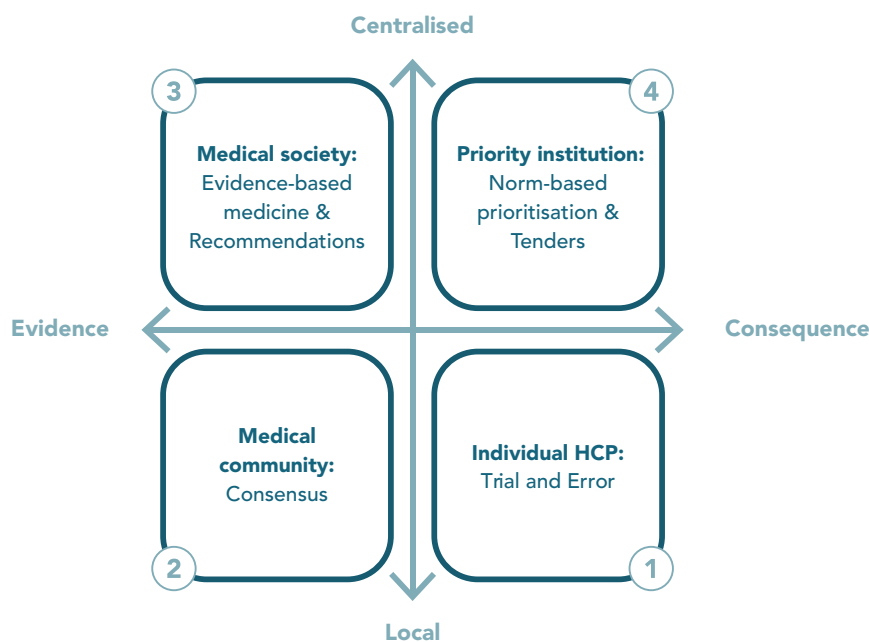 Centralised
3
4
Medical society:
Evidence-based
medicine &
Recommendations
Priority institution:
Norm-based
prioritisation &
Tenders
Evidence
Consequence
Medical
community:
Consensus
Individual HCP:
Trial and Error
2
1
Local